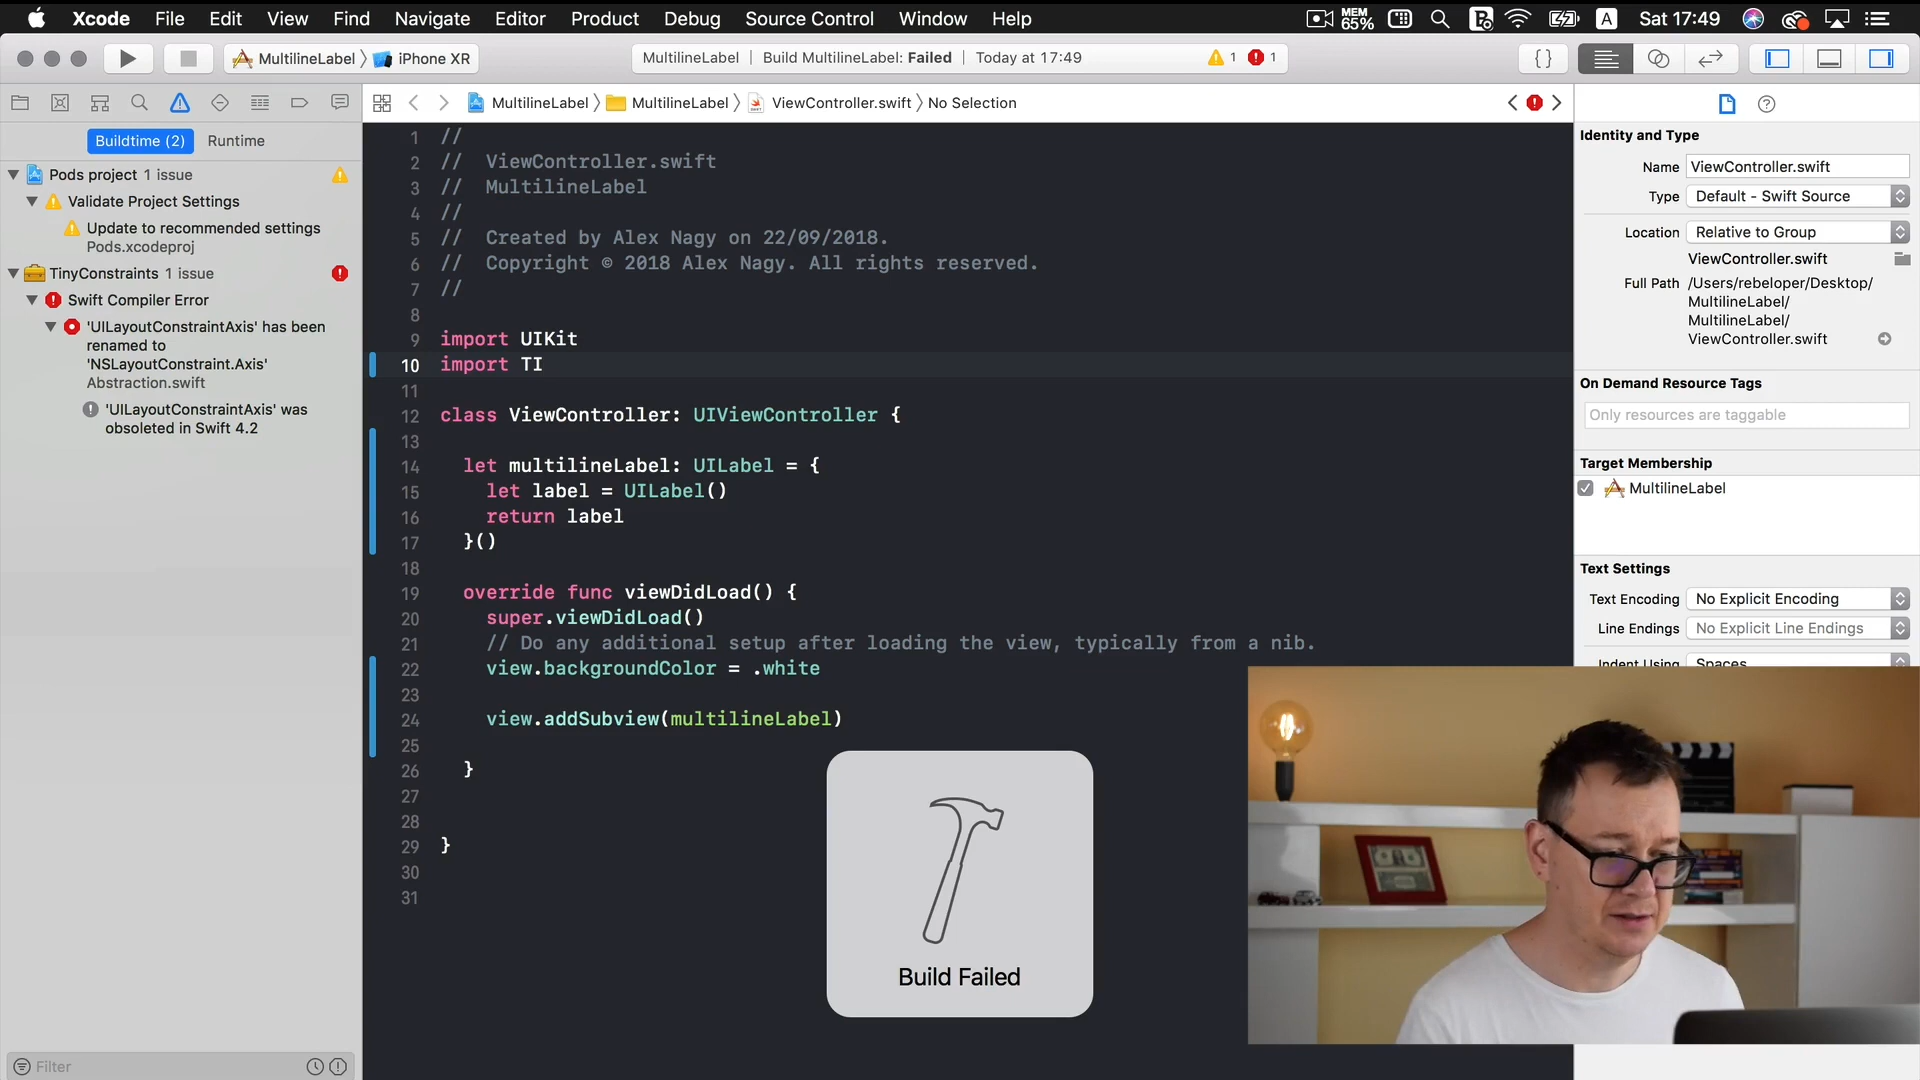 Xcode File Edit View Find Navigate Editor Product Debug Source Control Window Help MEM 65% A Sat 17:49
MultilineLabel iPhone XR MultilineLabel | Build MultilineLabel: Failed | Today at 17:49 1 1 {}
MultilineLabel MultilineLabel ViewController.swift No Selection
Buildtime (2) Runtime
Pods project 1 issue
Validate Project Settings
Update to recommended settings
Pods.xcodeproj
TinyConstraints 1 issue
Swift Compiler Error
'UILayoutConstraintAxis' has been
renamed to
'NSLayoutConstraint.Axis'
Abstraction.swift
'UILayoutConstraintAxis' was
obsoleted in Swift 4.2
Filter
1 //
2 // ViewController.swift
3 // MultilineLabel
4 //
5 // Created by Alex Nagy on 22/09/2018.
6 // Copyright © 2018 Alex Nagy. All rights reserved.
7 //
8
9 import UIKit
10 import TI
11
12 class ViewController: UIViewController {
13
14 let multilineLabel: UILabel = {
15 let label = UILabel()
16 return label
17 }()
18
19 override func viewDidLoad() {
20 super.viewDidLoad()
21 // Do any additional setup after loading the view, typically from a nib.
22 view.backgroundColor = .white
23
24 view.addSubview(multilineLabel)
25
26 }
27
28
29 }
30
31
Build Failed
Identity and Type
Name ViewController.swift
Type Default - Swift Source
Location Relative to Group
ViewController.swift
Full Path /Users/rebeloper/Desktop/
MultilineLabel/
MultilineLabel/
ViewController.swift
On Demand Resource Tags
Only resources are taggable
Target Membership
MultilineLabel
Text Settings
Text Encoding No Explicit Encoding
Line Endings No Explicit Line Endings
Indent Using Spaces